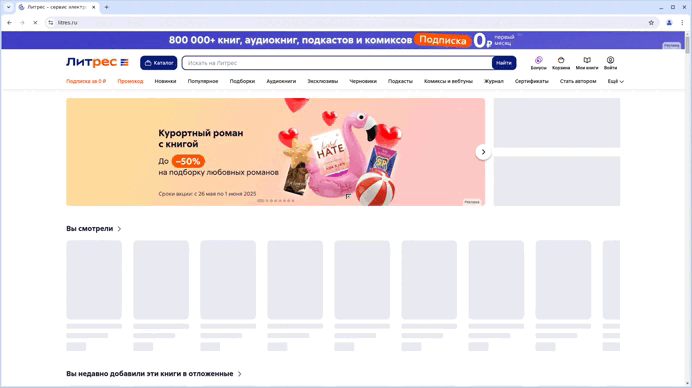 Литрес – сервис электр
litres.ru
800 000+ книг, аудиокниг, подкастов и комиксов Подписка 0₽ первый месяц
Реклама
Литрес
Каталог
Искать на Литрес
Найти
Бонусы
Корзина
Мои книги
Войти
Подписка за 0 ₽
Промокод
Новинки
Популярное
Подборки
Аудиокниги
Эксклюзивы
Черновики
Подкасты
Комиксы и вебтуны
Журнал
Сертификаты
Стать автором
Ещё
Курортный роман
с книгой
До –50%
на подборку любовных романов
Сроки акции: с 26 мая по 1 июня 2025
HATE
Реклама
Вы смотрели
Вы недавно добавили эти книги в отложенные